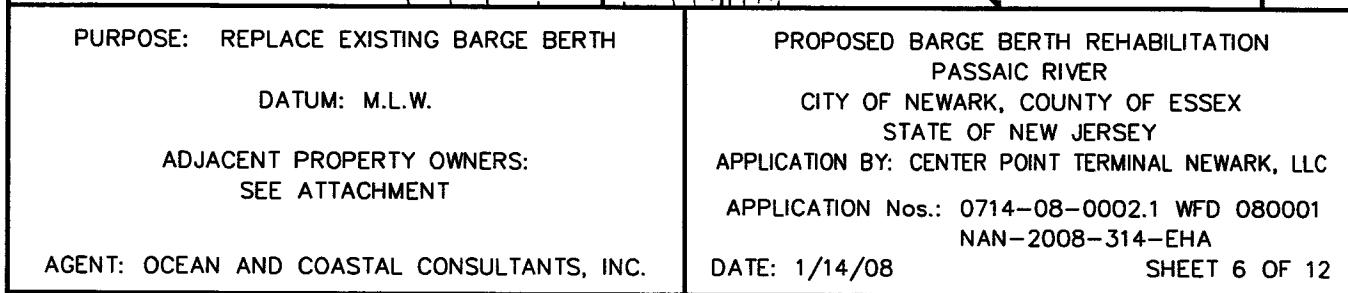 PURPOSE: REPLACE EXISTING BARGE BERTH
DATUM: M.L.W.
ADJACENT PROPERTY OWNERS:
SEE ATTACHMENT
AGENT: OCEAN AND COASTAL CONSULTANTS, INC.
PROPOSED BARGE BERTH REHABILITATION
PASSAIC RIVER
CITY OF NEWARK, COUNTY OF ESSEX
STATE OF NEW JERSEY
APPLICATION BY: CENTER POINT TERMINAL NEWARK, LLC
APPLICATION Nos.: 0714-08-0002.1 WFD 080001
NAN-2008-314-EHA
DATE: 1/14/08 SHEET 6 OF 12